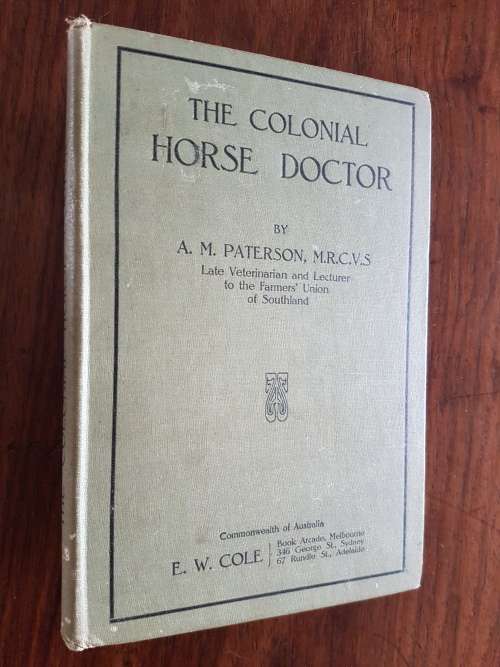 THE COLONIAL
HORSE DOCTOR
BY
A. M. PATERSON, M.R.C.V.S
Late Veterinarian and Lecturer
to the Farmers' Union
of Southland
Commonwealth of Australia
E. W. COLE
Book Arcade, Melbourne
346 George St., Sydney
67 Rundle St., Adelaide